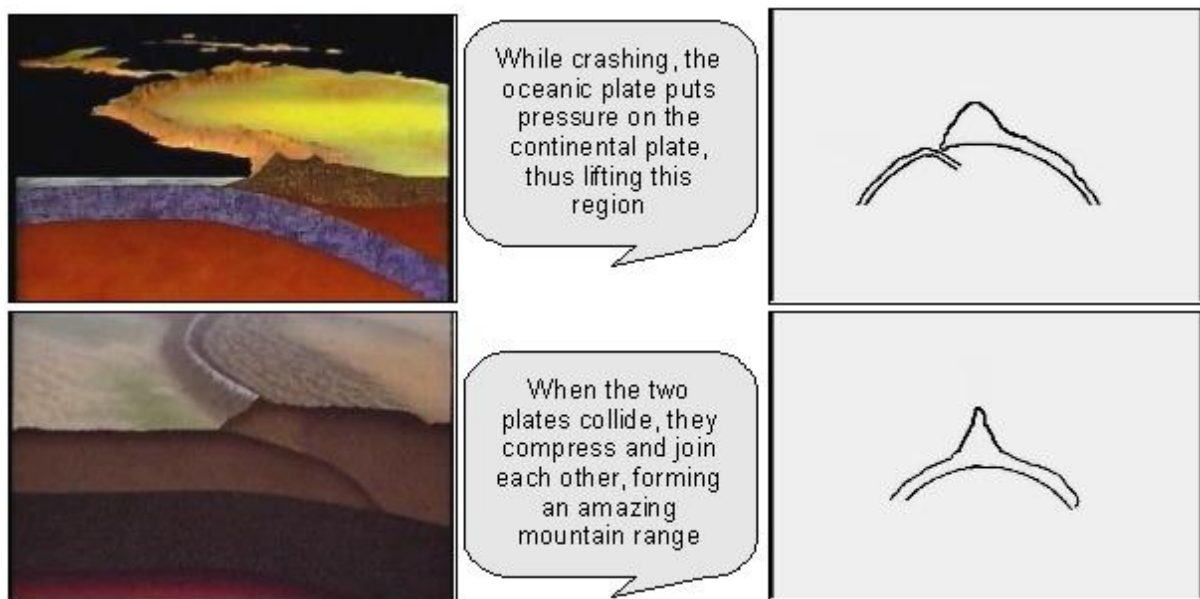 While crashing, the
oceanic plate puts
pressure on the
continental plate,
thus lifting this
region
When the two
plates collide, they
compress and join
each other, forming
an amazing
mountain range